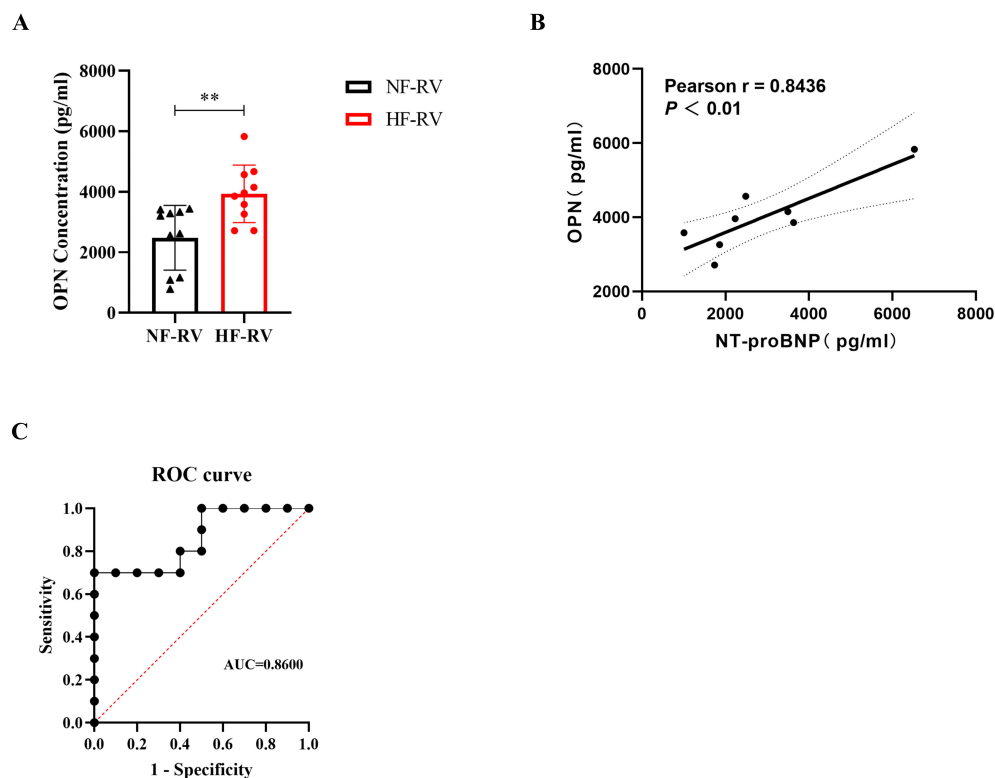 A
OPN Concentration (pg/ml)
8000
6000
4000
2000
0
**
NF-RV
HF-RV
NF-RV
HF-RV
B
Pearson r = 0.8436
P < 0.01
OPN( pg/ml)
8000
6000
4000
2000
0
2000
4000
6000
8000
NT-proBNP( pg/ml)
C
ROC curve
Sensitivity
1.0
0.8
0.6
0.4
0.2
0.0
AUC=0.8600
0.0
0.2
0.4
0.6
0.8
1.0
1 - Specificity